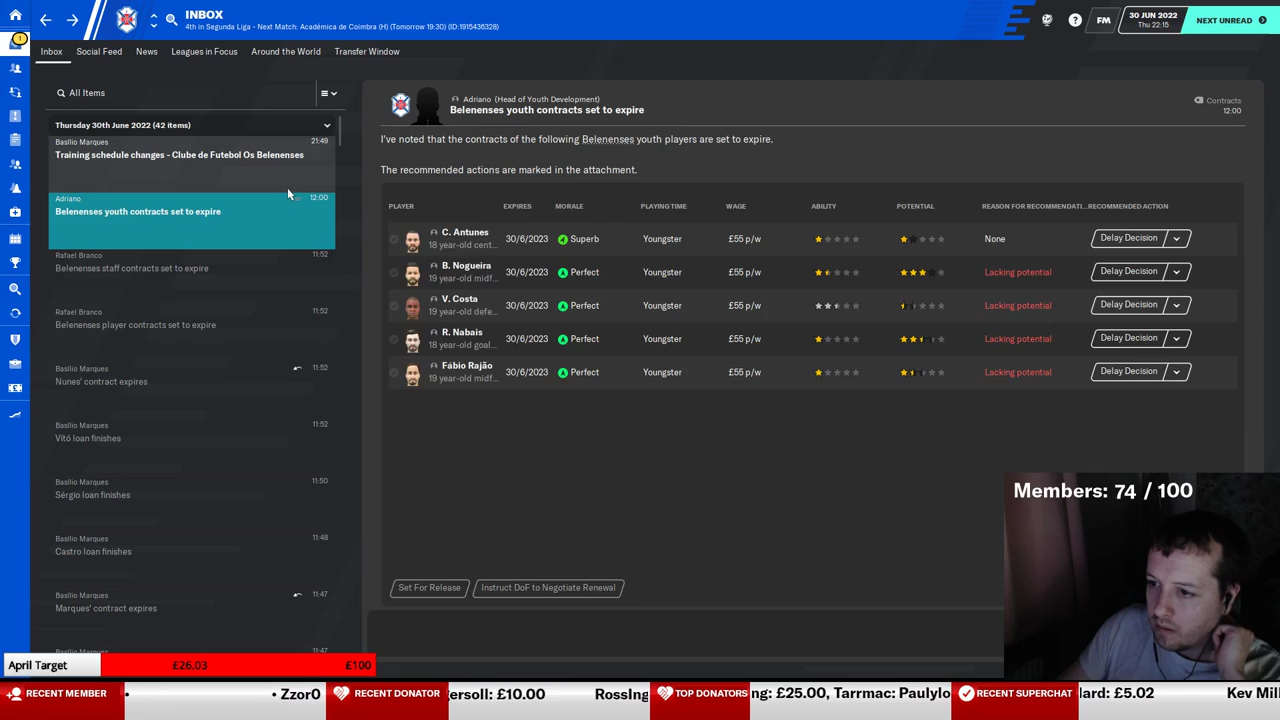 INBOX
4th in Segunda Liga - Next Match: Académica de Coimbra (H) (Tomorrow 19:30) (ID:1915436328)
FM
30 JUN 2022
Thu 22:15
NEXT UNREAD
1
Inbox
Social Feed
News
Leagues in Focus
Around the World
Transfer Window
All Items
Thursday 30th June 2022 (42 items)
Basílio Marques
21:49
Training schedule changes - Clube de Futebol Os Belenenses
Adriano
12:00
Belenenses youth contracts set to expire
Rafael Branco
11:52
Belenenses staff contracts set to expire
Rafael Branco
11:52
Belenenses player contracts set to expire
Basílio Marques
11:52
Nunes' contract expires
Basílio Marques
11:52
Vító loan finishes
Basílio Marques
11:50
Sérgio loan finishes
Basílio Marques
11:48
Castro loan finishes
Basílio Marques
11:47
Marques' contract expires
11:47
Adriano (Head of Youth Development)
Belenenses youth contracts set to expire
Contracts
12:00
I've noted that the contracts of the following Belenenses youth players are set to expire.
The recommended actions are marked in the attachment.
PLAYER EXPIRES MORALE PLAYING TIME WAGE ABILITY POTENTIAL REASON FOR RECOMMENDATI... RECOMMENDED ACTION
C. Antunes
18 year-old cent...
30/6/2023 Superb Youngster £55 p/w None Delay Decision
B. Nogueira
19 year-old midf...
30/6/2023 Perfect Youngster £55 p/w Lacking potential Delay Decision
V. Costa
19 year-old defe...
30/6/2023 Perfect Youngster £55 p/w Lacking potential Delay Decision
R. Nabais
18 year-old goal...
30/6/2023 Perfect Youngster £55 p/w Lacking potential Delay Decision
Fábio Rajão
19 year-old midf...
30/6/2023 Perfect Youngster £55 p/w Lacking potential Delay Decision
Set For Release
Instruct DoF to Negotiate Renewal
Members: 74 / 100
April Target
£26.03
£100
RECENT MEMBER
• Zzor0
RECENT DONATOR
ersoll: £10.00 RossIng
TOP DONATORS
ng: £25.00, Tarrmac: Paulylo
RECENT SUPERCHAT
lard: £5.02 Kev Mil